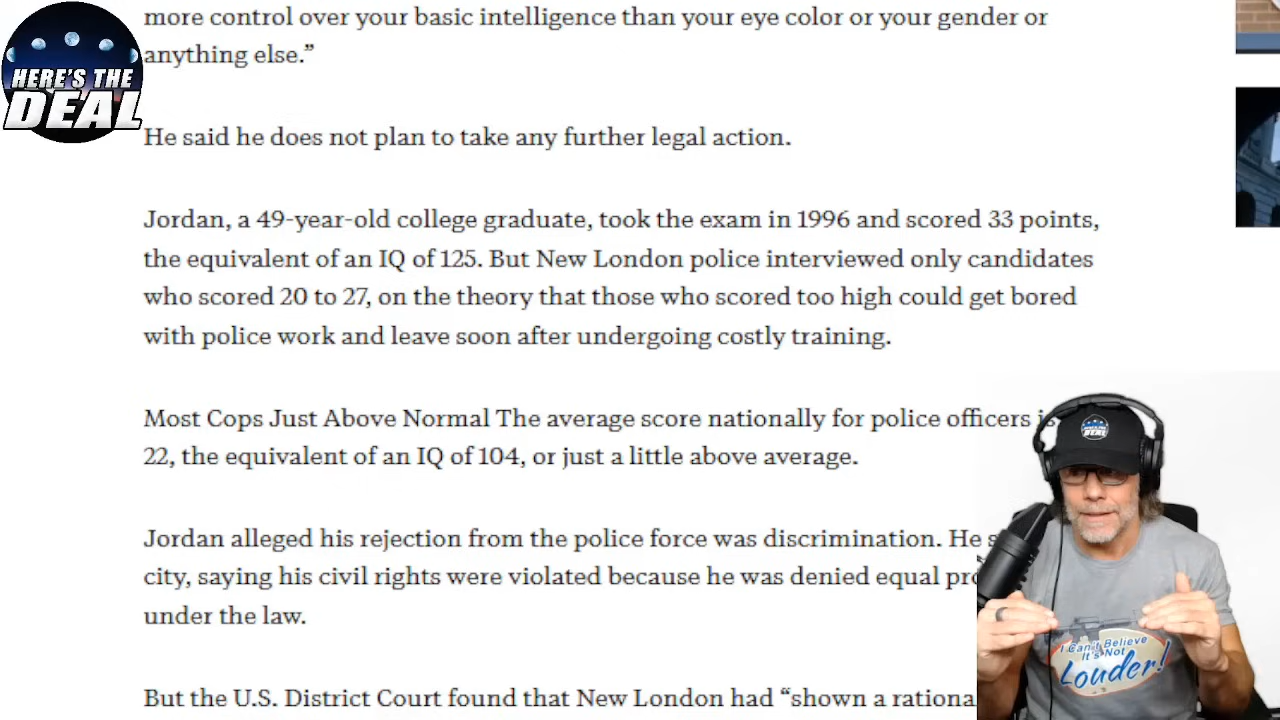 more control over your basic intelligence than your eye color or your gender or
anything else.”
HERE'S THE
DEAL
He said he does not plan to take any further legal action.
Jordan, a 49-year-old college graduate, took the exam in 1996 and scored 33 points,
the equivalent of an IQ of 125. But New London police interviewed only candidates
who scored 20 to 27, on the theory that those who scored too high could get bored
with police work and leave soon after undergoing costly training.
Most Cops Just Above Normal The average score nationally for police officers is
22, the equivalent of an IQ of 104, or just a little above average.
Jordan alleged his rejection from the police force was discrimination. He
city, saying his civil rights were violated because he was denied equal
under the law.
But the U.S. District Court found that New London had “shown a
I Can't Believe
It's Not
Louder!